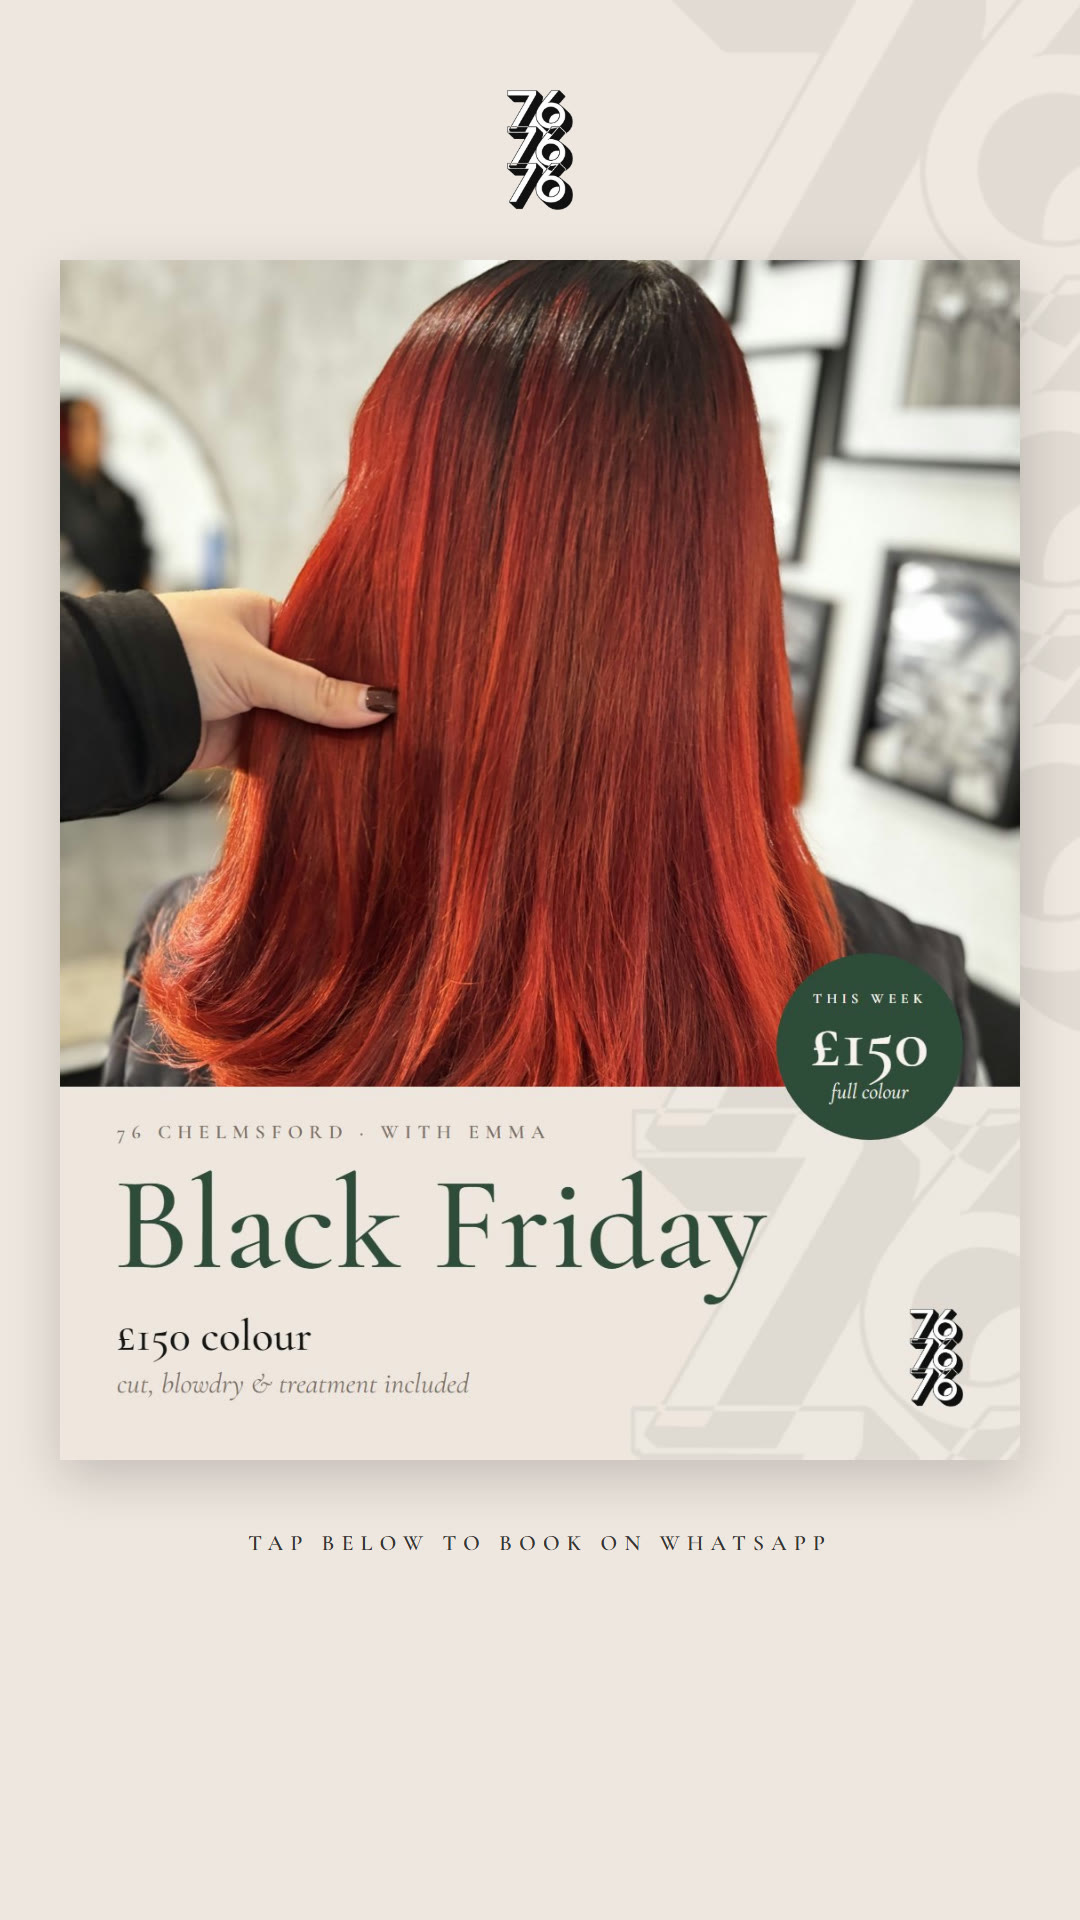 76
76
76
THIS WEEK
£150
full colour
76 CHELMSFORD · WITH EMMA
Black Friday
£150 colour
cut, blowdry & treatment included
76
76
76
TAP BELOW TO BOOK ON WHATSAPP